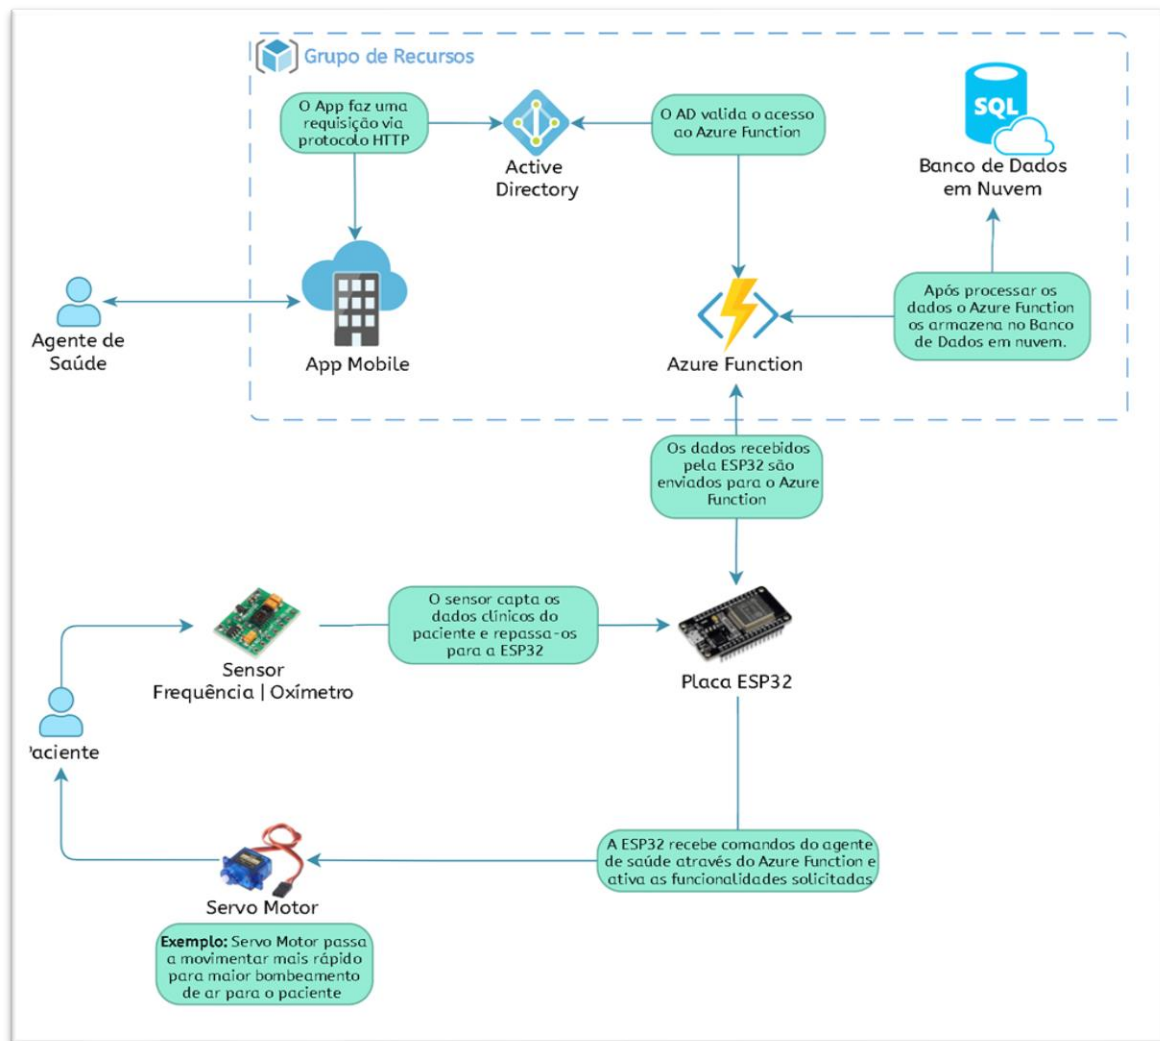 Grupo de Recursos
O App faz uma
requisição via
protocolo HTTP
Active
Directory
O AD valida o acesso
ao Azure Function
SQL
Banco de Dados
em Nuvem
Agente de
Saúde
App Mobile
Azure Function
Após processar os
dados o Azure Function
os armazena no Banco
de Dados em nuvem.
Os dados recebidos
pela ESP32 são
enviados para o Azure
Function
Sensor
Frequência | Oxímetro
O sensor capta os
dados clínicos do
paciente e repassa-os
para a ESP32
Placa ESP32
aciente
Servo Motor
A ESP32 recebe comandos do agente
de saúde através do Azure Function e
ativa as funcionalidades solicitadas
Exemplo: Servo Motor passa
a movimentar mais rápido
para maior bombeamento
de ar para o paciente